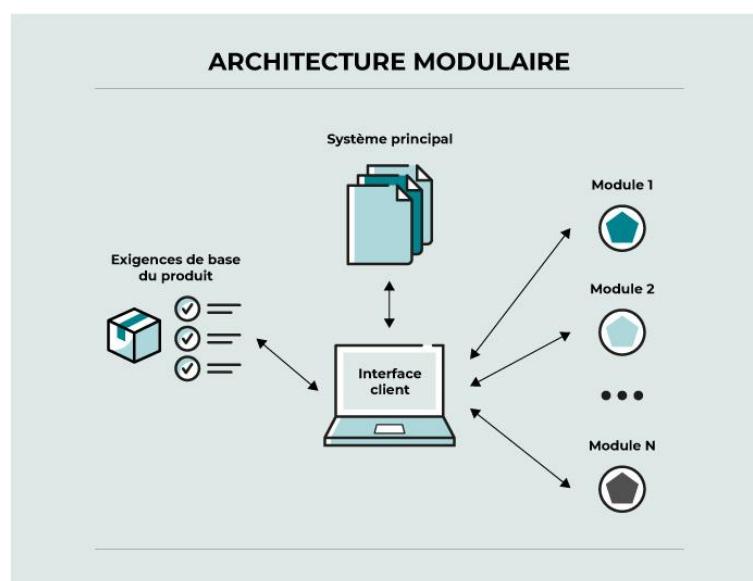 ARCHITECTURE MODULAIRE
Système principal
Module 1
Exigences de base
du produit
Module 2
Interface
client
Module N